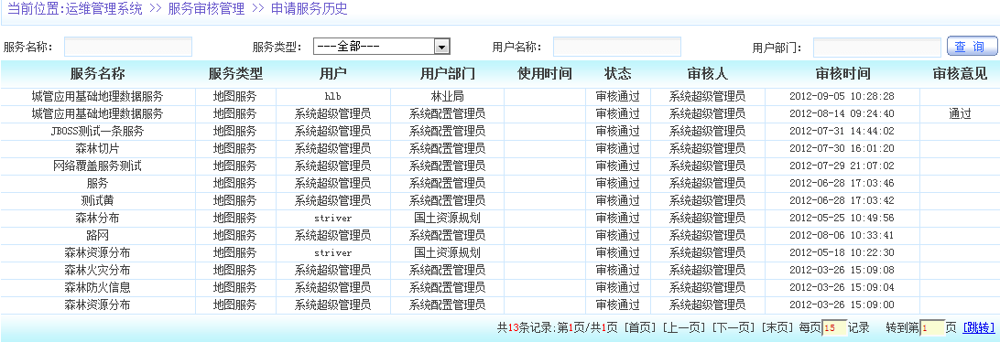 当前位置:运维管理系统 >> 服务审核管理 >> 申请服务历史
服务名称: 服务类型: ---全部--- 用户名称: 用户部门: 查 询
服务名称 服务类型 用户 用户部门 使用时间 状态 审核人 审核时间 审核意见
城管应用基础地理数据服务 地图服务 hlb 林业局 审核通过 系统超级管理员 2012-09-05 10:28:28
城管应用基础地理数据服务 地图服务 系统超级管理员 系统配置管理员 审核通过 系统超级管理员 2012-08-14 09:24:40 通过
JBOSS测试一条服务 地图服务 系统超级管理员 系统配置管理员 审核通过 系统超级管理员 2012-07-31 14:44:02
森林切片 地图服务 系统超级管理员 系统配置管理员 审核通过 系统超级管理员 2012-07-30 16:01:20
网络覆盖服务测试 地图服务 系统超级管理员 系统配置管理员 审核通过 系统超级管理员 2012-07-29 21:07:02
服务 地图服务 系统超级管理员 系统配置管理员 审核通过 系统超级管理员 2012-06-28 17:03:46
测试黄 地图服务 系统超级管理员 系统配置管理员 审核通过 系统超级管理员 2012-06-28 17:03:42
森林分布 地图服务 striver 国土资源规划 审核通过 系统超级管理员 2012-05-25 10:49:56
路网 地图服务 系统超级管理员 系统配置管理员 审核通过 系统超级管理员 2012-08-06 10:33:41
森林资源分布 地图服务 striver 国土资源规划 审核通过 系统超级管理员 2012-05-18 10:22:30
森林火灾分布 地图服务 系统超级管理员 系统配置管理员 审核通过 系统超级管理员 2012-03-26 15:09:08
森林防火信息 地图服务 系统超级管理员 系统配置管理员 审核通过 系统超级管理员 2012-03-26 15:09:04
森林资源分布 地图服务 系统超级管理员 系统配置管理员 审核通过 系统超级管理员 2012-03-26 15:09:00
共13条记录;第1页/共1页 [首页] [上一页] [下一页] [末页] 每页15记录 转到第1页 [跳转]